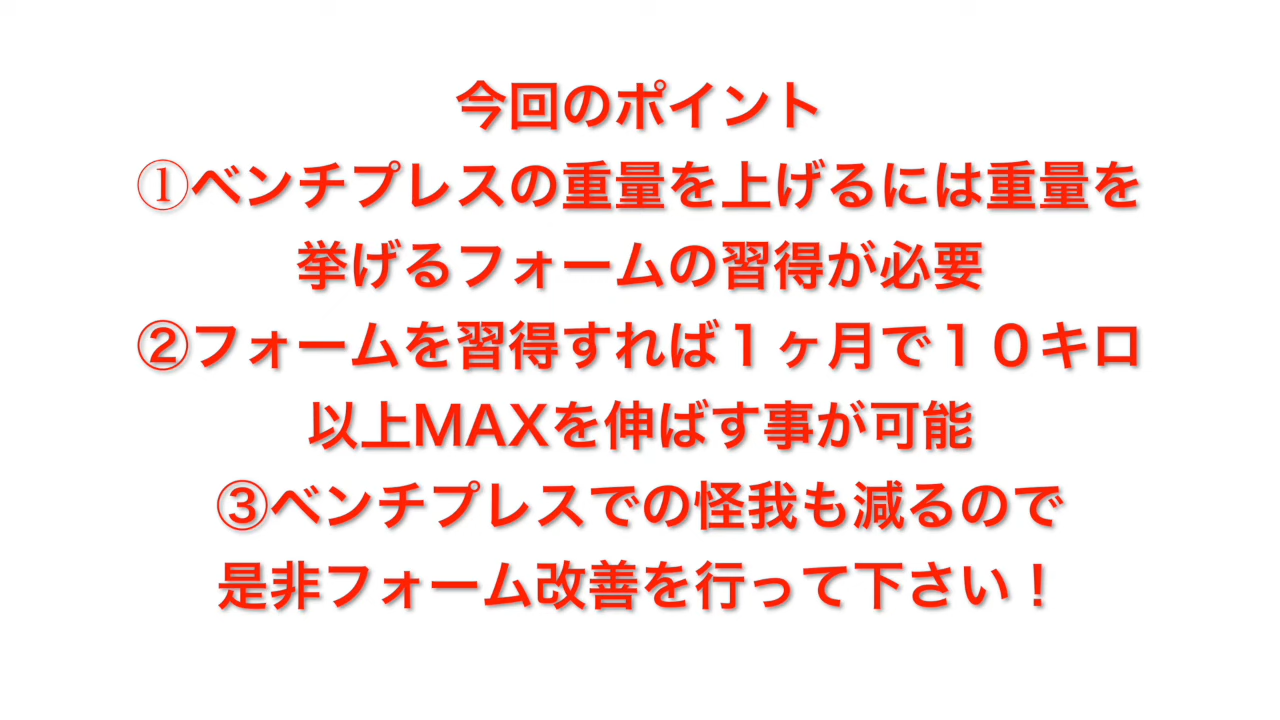 今回のポイント
①ベンチプレスの重量を上げるには重量を
挙げるフォームの習得が必要
②フォームを習得すれば１ヶ月で１０キロ
以上MAXを伸ばす事が可能
③ベンチプレスでの怪我も減るので
是非フォーム改善を行って下さい！